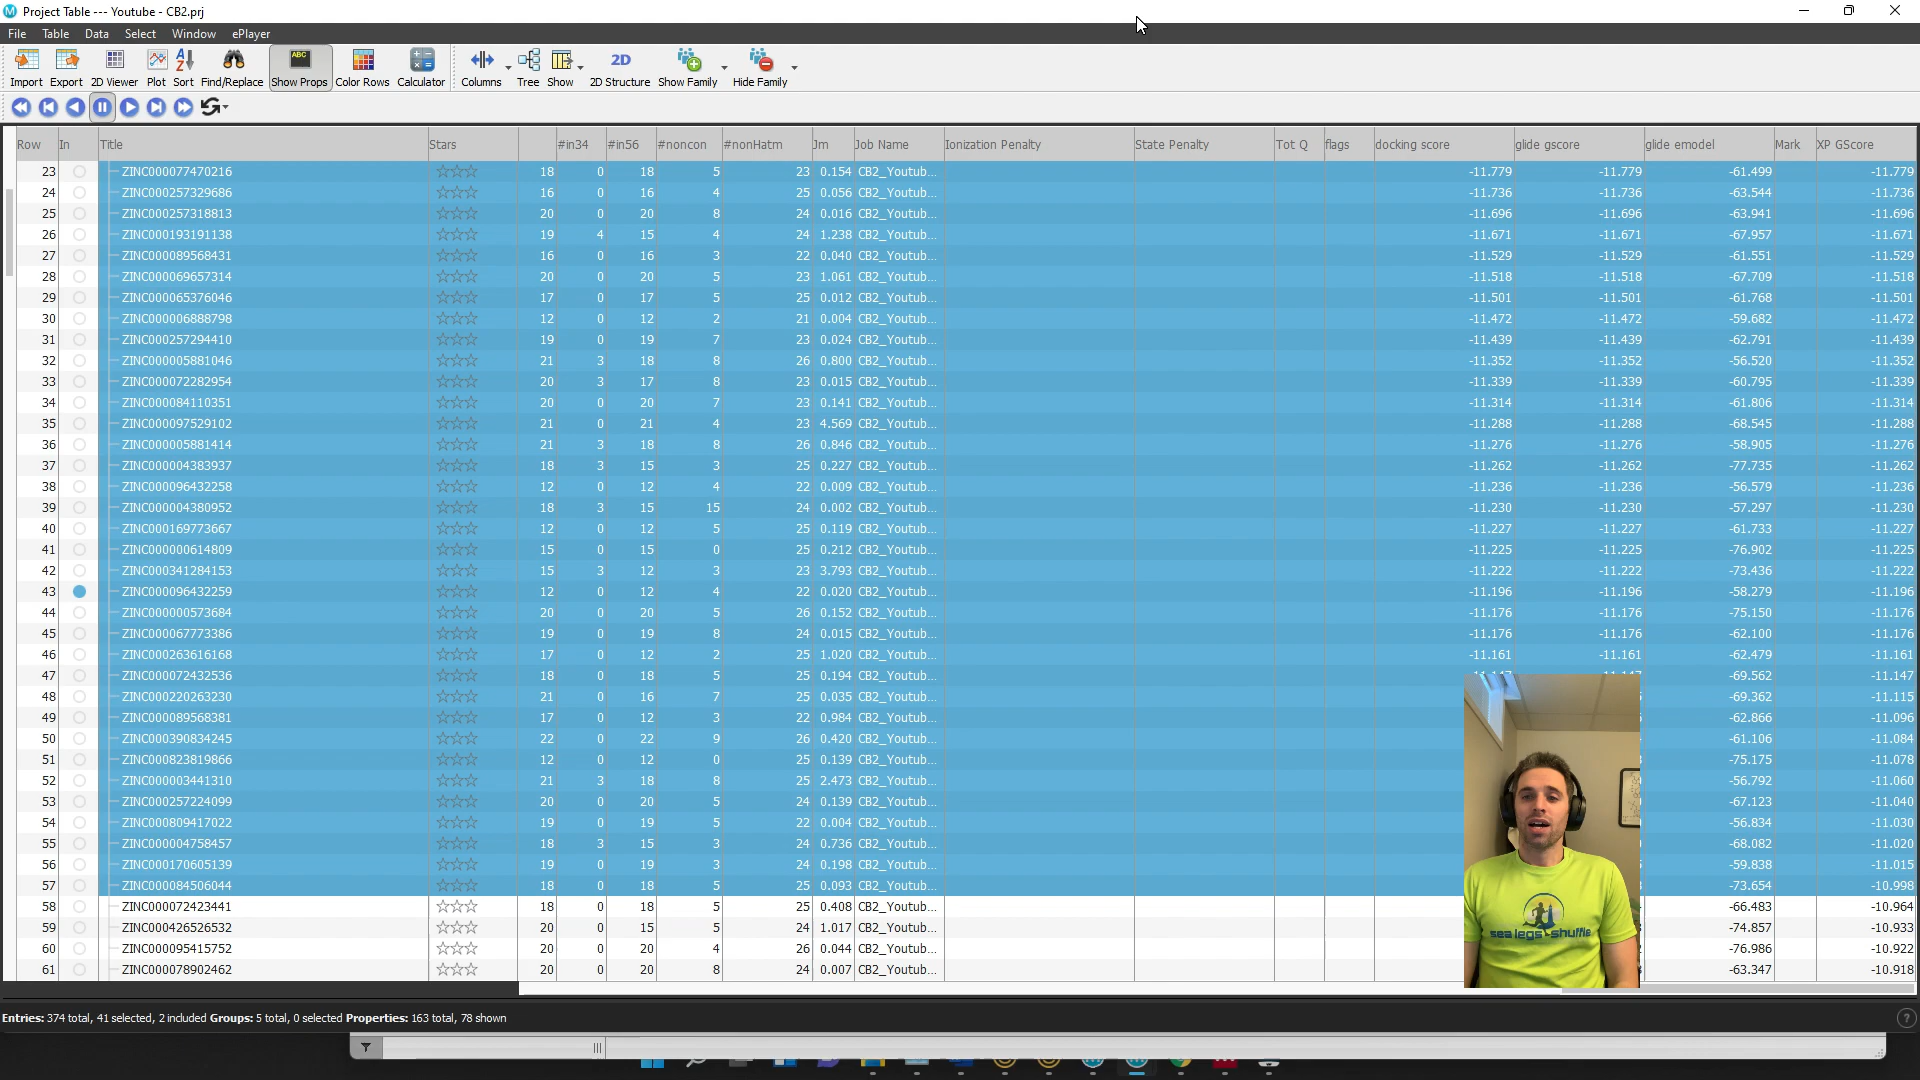 Project Table --- Youtube - CB2.prj
File Table Data Select Window ePlayer
Import Export 2D Viewer Plot Sort Find/Replace Show Props Color Rows Calculator Columns Tree Show 2D Structure Show Family Hide Family
Row In Title Stars #in34 #in56 #noncon #nonHatm Jm Job Name Ionization Penalty State Penalty Tot Q flags docking score glide gscore glide emodel Mark XP GScore
23 ZINC000077470216 18 0 18 5 23 0.154 CB2_Youtub... -11.779 -11.779 -61.499 -11.779
24 ZINC000257329686 16 0 16 4 25 0.056 CB2_Youtub... -11.736 -11.736 -63.544 -11.736
25 ZINC000257318813 20 0 20 8 24 0.016 CB2_Youtub... -11.696 -11.696 -63.941 -11.696
26 ZINC000193191138 19 4 15 4 24 1.238 CB2_Youtub... -11.671 -11.671 -67.957 -11.671
27 ZINC000089568431 16 0 16 3 22 0.040 CB2_Youtub... -11.529 -11.529 -61.551 -11.529
28 ZINC000069657314 20 0 20 5 23 1.061 CB2_Youtub... -11.518 -11.518 -67.709 -11.518
29 ZINC000065376046 17 0 17 5 25 0.012 CB2_Youtub... -11.501 -11.501 -61.768 -11.501
30 ZINC000006888798 12 0 12 2 21 0.004 CB2_Youtub... -11.472 -11.472 -59.682 -11.472
31 ZINC000257294410 19 0 19 7 23 0.024 CB2_Youtub... -11.439 -11.439 -62.791 -11.439
32 ZINC000005881046 21 3 18 8 26 0.800 CB2_Youtub... -11.352 -11.352 -56.520 -11.352
33 ZINC000072282954 20 3 17 8 23 0.015 CB2_Youtub... -11.339 -11.339 -60.795 -11.339
34 ZINC000084110351 20 0 20 7 23 0.141 CB2_Youtub... -11.314 -11.314 -61.806 -11.314
35 ZINC000097529102 21 0 21 4 23 4.569 CB2_Youtub... -11.288 -11.288 -68.545 -11.288
36 ZINC000005881414 21 3 18 8 26 0.846 CB2_Youtub... -11.276 -11.276 -58.905 -11.276
37 ZINC000004383937 18 3 15 3 25 0.227 CB2_Youtub... -11.262 -11.262 -77.735 -11.262
38 ZINC000096432258 12 0 12 4 22 0.009 CB2_Youtub... -11.236 -11.236 -56.579 -11.236
39 ZINC000004380952 18 3 15 15 24 0.002 CB2_Youtub... -11.230 -11.230 -57.297 -11.230
40 ZINC000169773667 12 0 12 5 25 0.119 CB2_Youtub... -11.227 -11.227 -61.733 -11.227
41 ZINC000000614809 15 0 15 0 25 0.212 CB2_Youtub... -11.225 -11.225 -76.902 -11.225
42 ZINC000341284153 15 3 12 3 23 3.793 CB2_Youtub... -11.222 -11.222 -73.436 -11.222
43 ZINC000096432259 12 0 12 4 22 0.020 CB2_Youtub... -11.196 -11.196 -58.279 -11.196
44 ZINC000000573684 20 0 20 5 26 0.152 CB2_Youtub... -11.176 -11.176 -75.150 -11.176
45 ZINC000067773386 19 0 19 8 24 0.015 CB2_Youtub... -11.176 -11.176 -62.100 -11.176
46 ZINC000263616168 17 0 12 2 25 1.020 CB2_Youtub... -11.161 -11.161 -62.479 -11.161
47 ZINC000072432536 18 0 18 5 25 0.194 CB2_Youtub... -69.562 -11.147
48 ZINC000220263230 21 0 16 7 25 0.035 CB2_Youtub... -69.362 -11.115
49 ZINC000089568381 17 0 12 3 22 0.984 CB2_Youtub... -62.866 -11.096
50 ZINC000390834245 22 0 22 9 26 0.420 CB2_Youtub... -61.106 -11.084
51 ZINC000823819866 12 0 12 0 25 0.139 CB2_Youtub... -75.175 -11.078
52 ZINC000003441310 21 3 18 8 25 2.473 CB2_Youtub... -56.792 -11.060
53 ZINC000257224099 20 0 20 5 24 0.139 CB2_Youtub... -67.123 -11.040
54 ZINC000809417022 19 0 19 5 22 0.004 CB2_Youtub... -56.834 -11.030
55 ZINC000004758457 18 3 15 3 24 0.736 CB2_Youtub... -68.082 -11.020
56 ZINC000170605139 19 0 19 3 24 0.198 CB2_Youtub... -59.838 -11.015
57 ZINC000084506044 18 0 18 5 25 0.093 CB2_Youtub... -73.654 -10.998
58 ZINC000072423441 18 0 18 5 25 0.408 CB2_Youtub... -66.483 -10.964
59 ZINC000426526532 20 0 15 5 24 1.017 CB2_Youtub... -74.857 -10.933
60 ZINC000095415752 20 0 20 4 26 0.044 CB2_Youtub... -76.986 -10.922
61 ZINC000078902462 20 0 20 8 24 0.007 CB2_Youtub... -63.347 -10.918
sea legs shuffle
Entries: 374 total, 41 selected, 2 included Groups: 5 total, 0 selected Properties: 163 total, 78 shown